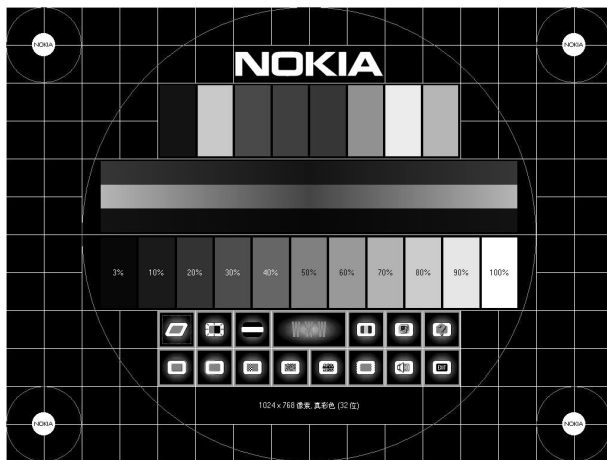 NOKIA NOKIA
NOKIA
3% 10% 20% 30% 40% 50% 60% 70% 80% 90% 100%
EXIT
1024 x 768 像素, 真彩色 (32 位)
NOKIA NOKIA